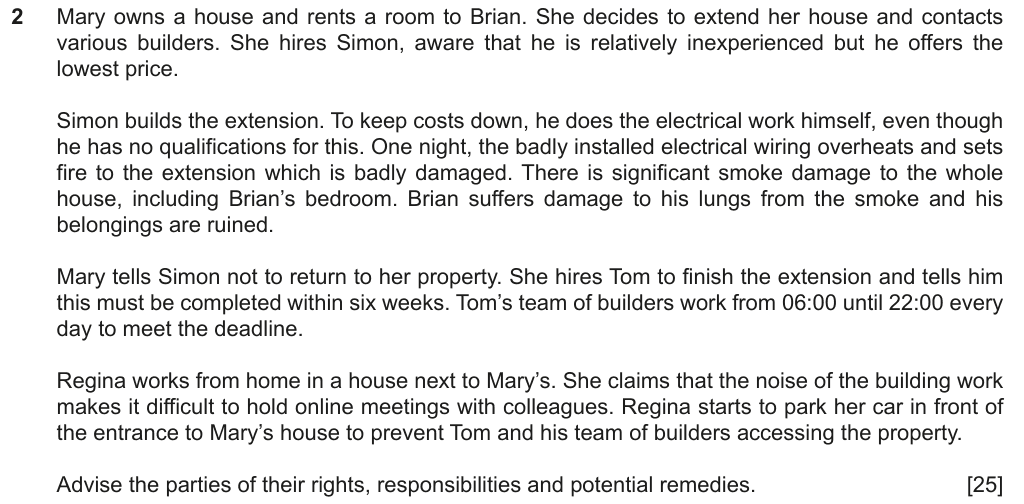 2 Mary owns a house and rents a room to Brian. She decides to extend her house and contacts
various builders. She hires Simon, aware that he is relatively inexperienced but he offers the
lowest price.
Simon builds the extension. To keep costs down, he does the electrical work himself, even though
he has no qualifications for this. One night, the badly installed electrical wiring overheats and sets
fire to the extension which is badly damaged. There is significant smoke damage to the whole
house, including Brian’s bedroom. Brian suffers damage to his lungs from the smoke and his
belongings are ruined.
Mary tells Simon not to return to her property. She hires Tom to finish the extension and tells him
this must be completed within six weeks. Tom’s team of builders work from 06:00 until 22:00 every
day to meet the deadline.
Regina works from home in a house next to Mary’s. She claims that the noise of the building work
makes it difficult to hold online meetings with colleagues. Regina starts to park her car in front of
the entrance to Mary’s house to prevent Tom and his team of builders accessing the property.
Advise the parties of their rights, responsibilities and potential remedies. [25]